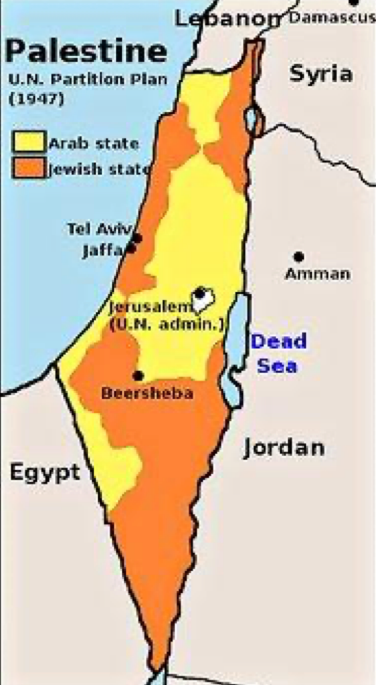 Lebanon
Damascus
Palestine
U.N. Partition Plan
(1947)
Syria
Arab state
Jewish state
Tel Aviv
Jaffa
Amman
Jerusalem
(U.N. admin.)
Dead
Sea
Beersheba
Jordan
Egypt